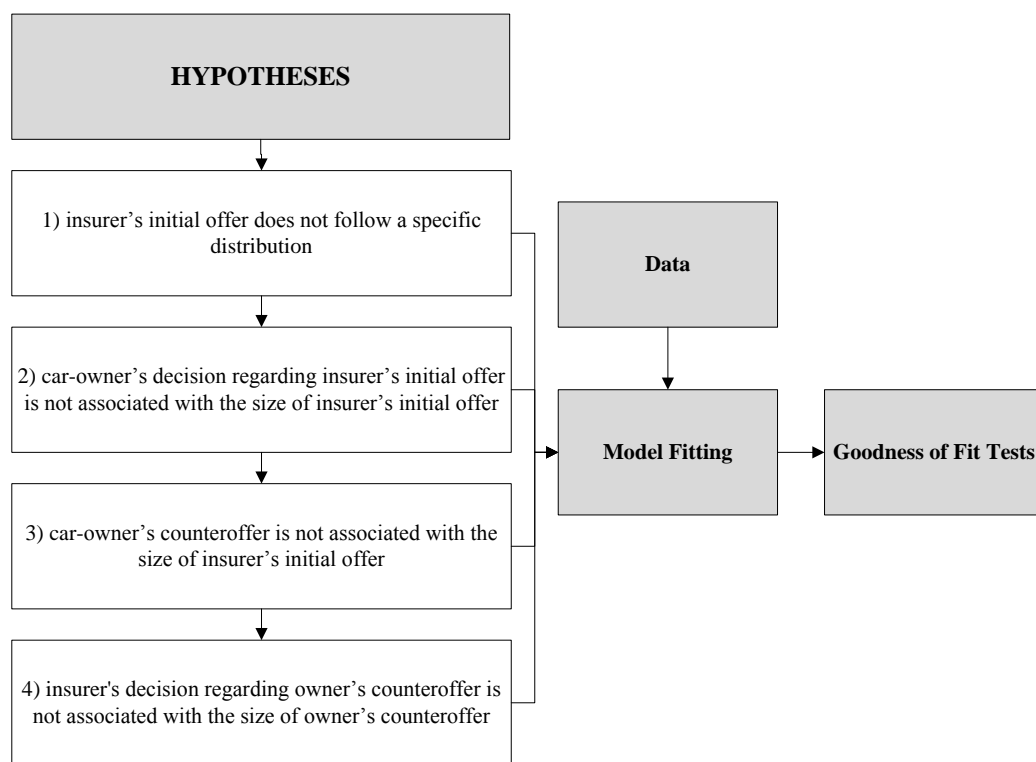 HYPOTHESES
1) insurer’s initial offer does not follow a specific
distribution
2) car-owner’s decision regarding insurer’s initial offer
is not associated with the size of insurer’s initial offer
3) car-owner’s counteroffer is not associated with the
size of insurer’s initial offer
4) insurer's decision regarding owner’s counteroffer is
not associated with the size of owner’s counteroffer
Data
Model Fitting
Goodness of Fit Tests